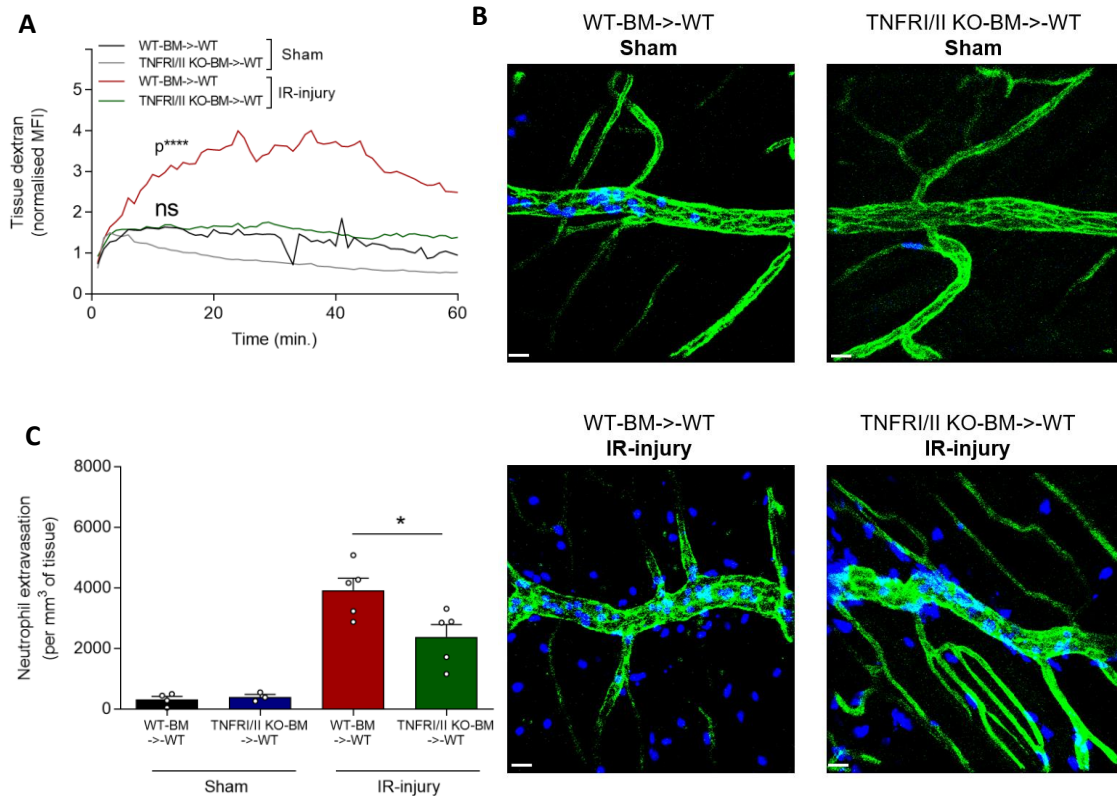 A
WT-BM->-WT
TNFRI/II KO-BM->-WT
Sham
WT-BM->-WT
TNFRI/II KO-BM->-WT
IR-injury
Tissue dextran
(normalised MFI)
5
4
3
2
1
0
p****
ns
0
20
40
60
Time (min.)
B
WT-BM->-WT
Sham
TNFRI/II KO-BM->-WT
Sham
WT-BM->-WT
IR-injury
TNFRI/II KO-BM->-WT
IR-injury
C
Neutrophil extravasation
(per mm³ of tissue)
8000
6000
4000
2000
0
*
WT-BM
->-WT
TNFRI/II KO-BM
->-WT
WT-BM
->-WT
TNFRI/II KO-BM
->-WT
Sham
IR-injury